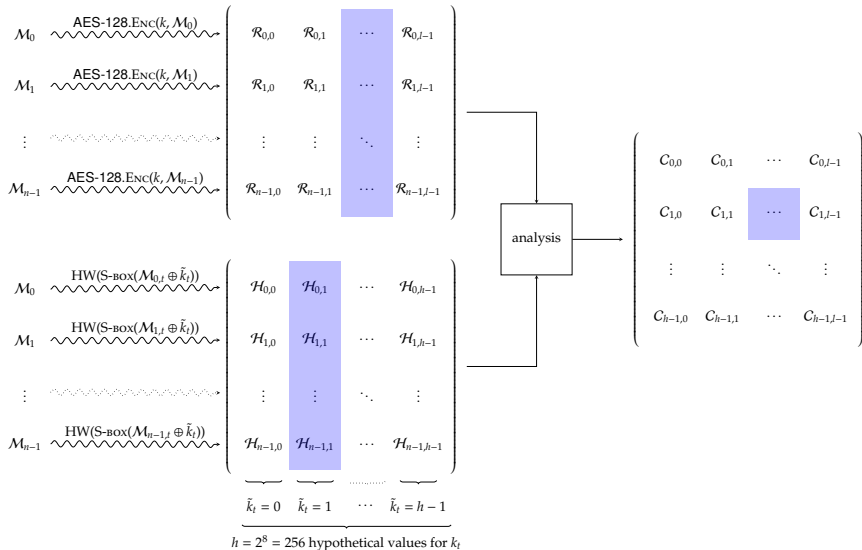 M₀ AES-128.Enc(k, M₀) R₀,₀ R₀,₁ ⋯ R₀,l−1
M₁ AES-128.Enc(k, M₁) R₁,₀ R₁,₁ ⋯ R₁,l−1
⋮ ⋮ ⋮ ⋱ ⋮
Mn−1 AES-128.Enc(k, Mn−1) Rn−1,0 Rn−1,1 ⋯ Rn−1,l−1
analysis
C₀,₀ C₀,₁ ⋯ C₀,l−1
C₁,₀ C₁,₁ ⋯ C₁,l−1
⋮ ⋮ ⋱ ⋮
Ch−1,0 Ch−1,1 ⋯ Ch−1,l−1
M₀ HW(S-box(M₀,t ⊕ k̃t)) H₀,₀ H₀,₁ ⋯ H₀,h−1
M₁ HW(S-box(M₁,t ⊕ k̃t)) H₁,₀ H₁,₁ ⋯ H₁,h−1
⋮ ⋮ ⋮ ⋱ ⋮
Mn−1 HW(S-box(Mn−1,t ⊕ k̃t)) Hn−1,0 Hn−1,1 ⋯ Hn−1,h−1
k̃t = 0 k̃t = 1 ⋯ k̃t = h − 1
h = 2⁸ = 256 hypothetical values for kt